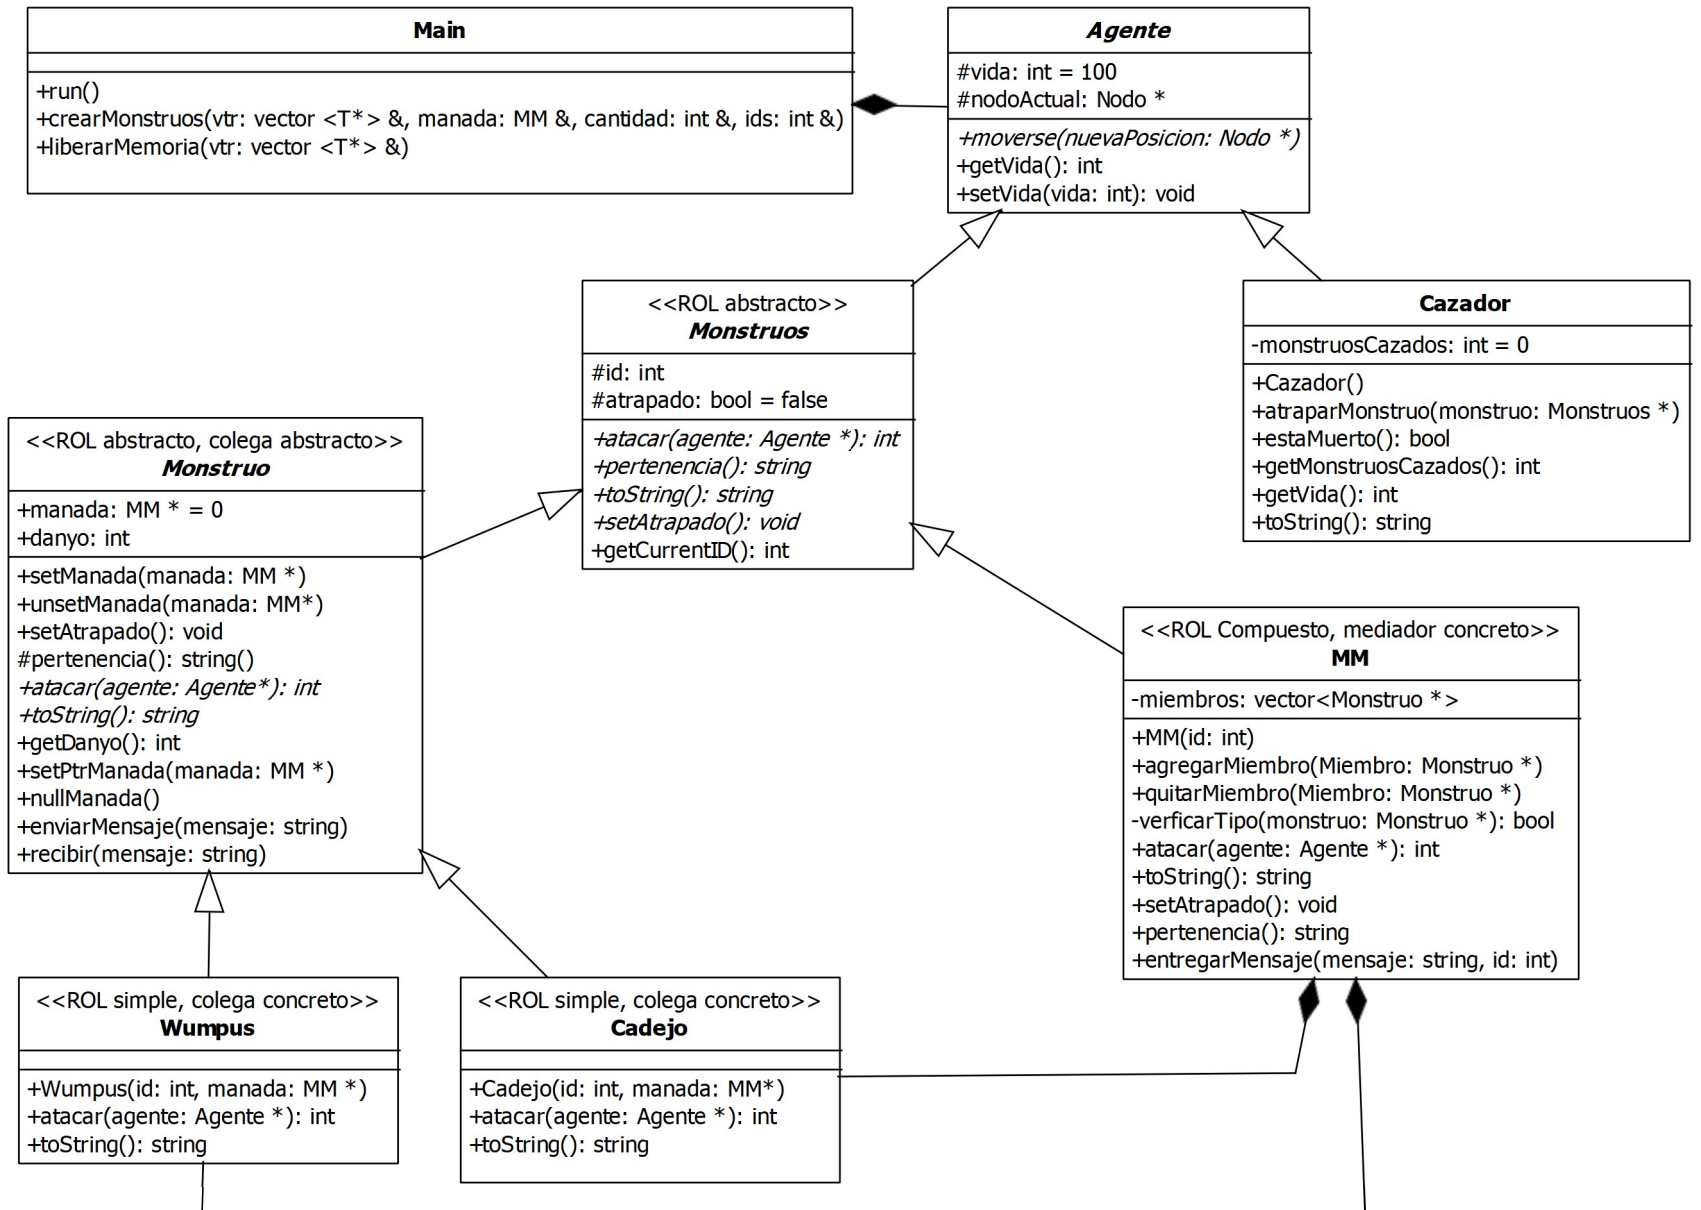 Main
+run()
+crearMonstruos(vtr: vector <T*> &, manada: MM &, cantidad: int &, ids: int &)
+liberarMemoria(vtr: vector <T*> &)
Agente
#vida: int = 100
#nodoActual: Nodo *
+moverse(nuevaPosicion: Nodo *)
+getVida(): int
+setVida(vida: int): void
<<ROL abstracto>>
Monstruos
#id: int
#atrapado: bool = false
+atacar(agente: Agente *): int
+pertenencia(): string
+toString(): string
+setAtrapado(): void
+getCurrentID(): int
Cazador
-monstruosCazados: int = 0
+Cazador()
+atraparMonstruo(monstruo: Monstruos *)
+estaMuerto(): bool
+getMonstruosCazados(): int
+getVida(): int
+toString(): string
<<ROL abstracto, colega abstracto>>
Monstruo
+manada: MM * = 0
+danyo: int
+setManada(manada: MM *)
+unsetManada(manada: MM*)
+setAtrapado(): void
#pertenencia(): string()
+atacar(agente: Agente*): int
+toString(): string
+getDanyo(): int
+setPtrManada(manada: MM *)
+nullManada()
+enviarMensaje(mensaje: string)
+recibir(mensaje: string)
<<ROL Compuesto, mediador concreto>>
MM
-miembros: vector<Monstruo *>
+MM(id: int)
+agregarMiembro(Miembro: Monstruo *)
+quitarMiembro(Miembro: Monstruo *)
-verficarTipo(monstruo: Monstruo *): bool
+atacar(agente: Agente *): int
+toString(): string
+setAtrapado(): void
+pertenencia(): string
+entregarMensaje(mensaje: string, id: int)
<<ROL simple, colega concreto>>
Wumpus
+Wumpus(id: int, manada: MM *)
+atacar(agente: Agente *): int
+toString(): string
<<ROL simple, colega concreto>>
Cadejo
+Cadejo(id: int, manada: MM*)
+atacar(agente: Agente *): int
+toString(): string